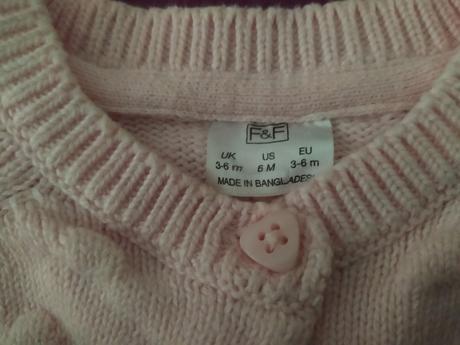 F&F
UK US EU
3-6 m 6 M 3-6 m
MADE IN BANGLADESH